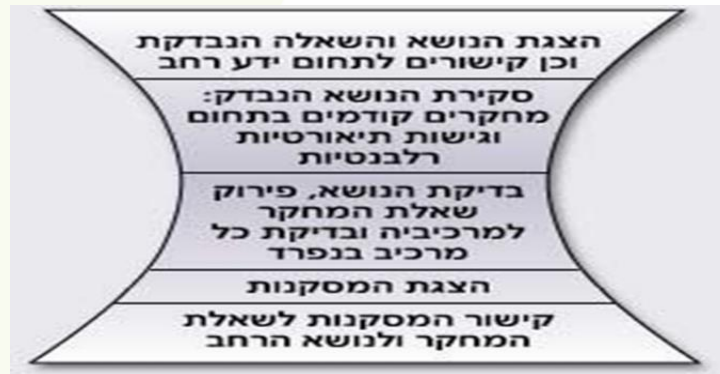 הצגת הנושא והשאלה הנבדקת
וכן קישורים לתחום ידע רחב
סקירת הנושא הנבדק:
מחקרים קודמים בתחום
וגישות תיאורטיות
רלבנטיות
בדיקת הנושא, פירוק
שאלת המחקר
למרכיביה ובדיקת כל
מרכיב בנפרד
הצגת המסקנות
קישור המסקנות לשאלת
המחקר ולנושא הרחב